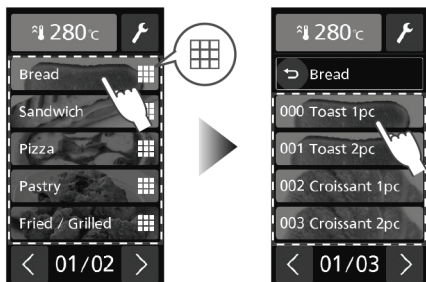 280°C
Bread
Sandwich
Pizza
Pastry
Fried / Grilled
< 01/02 >
280°C
Bread
000 Toast 1pc
001 Toast 2pc
002 Croissant 1pc
003 Croissant 2pc
< 01/03 >